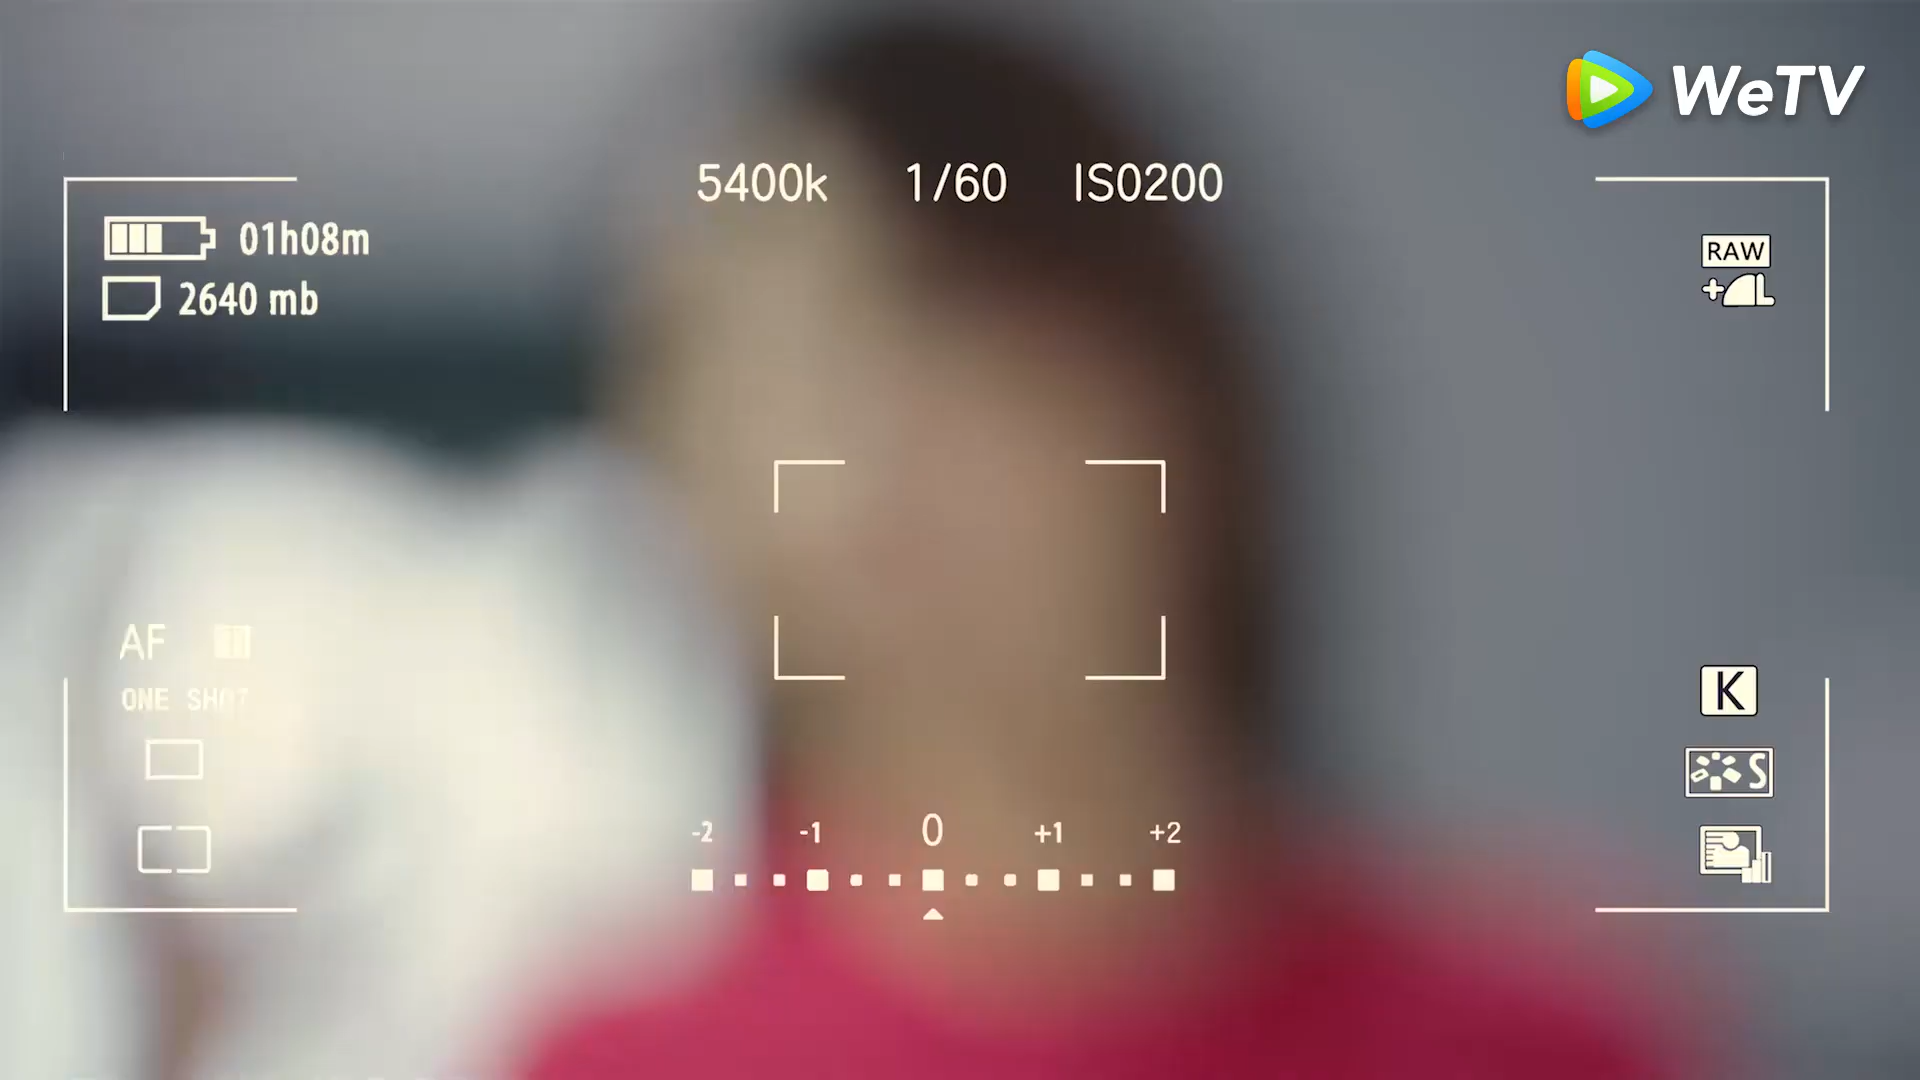 WeTV
5400k 1/60 ISO200
01h08m
2640 mb
RAW
+L
AF
ONE SHOT
K
S
-2 -1 0 +1 +2